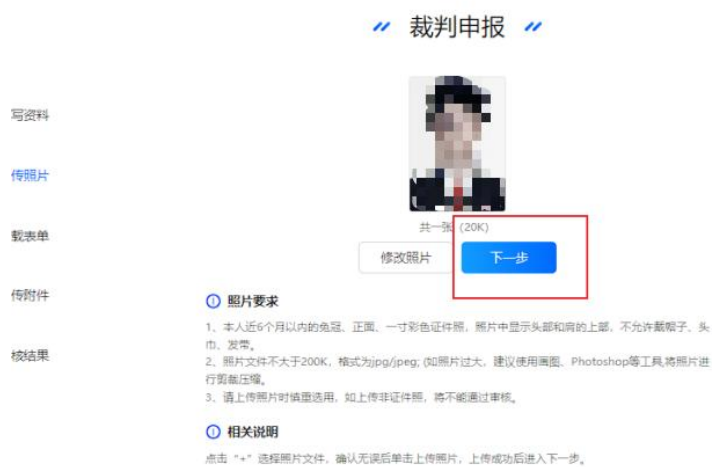 裁判申报
写资料
传照片
载表单
传附件
核结果
共一张 (20K)
修改照片
下一步
照片要求
1、本人近6个月以内的免冠、正面、一寸彩色证件照，照片中显示头部和肩的上部，不允许戴帽子、头
巾、发带。
2、照片文件不大于200K，格式为jpg/jpeg; (如照片过大，建议使用画图、Photoshop等工具,将照片进
行剪裁压缩。
3、请上传照片时慎重选用，如上传非证件照，将不能通过审核。
相关说明
点击“+”选择照片文件，确认无误后单击上传照片，上传成功后进入下一步。